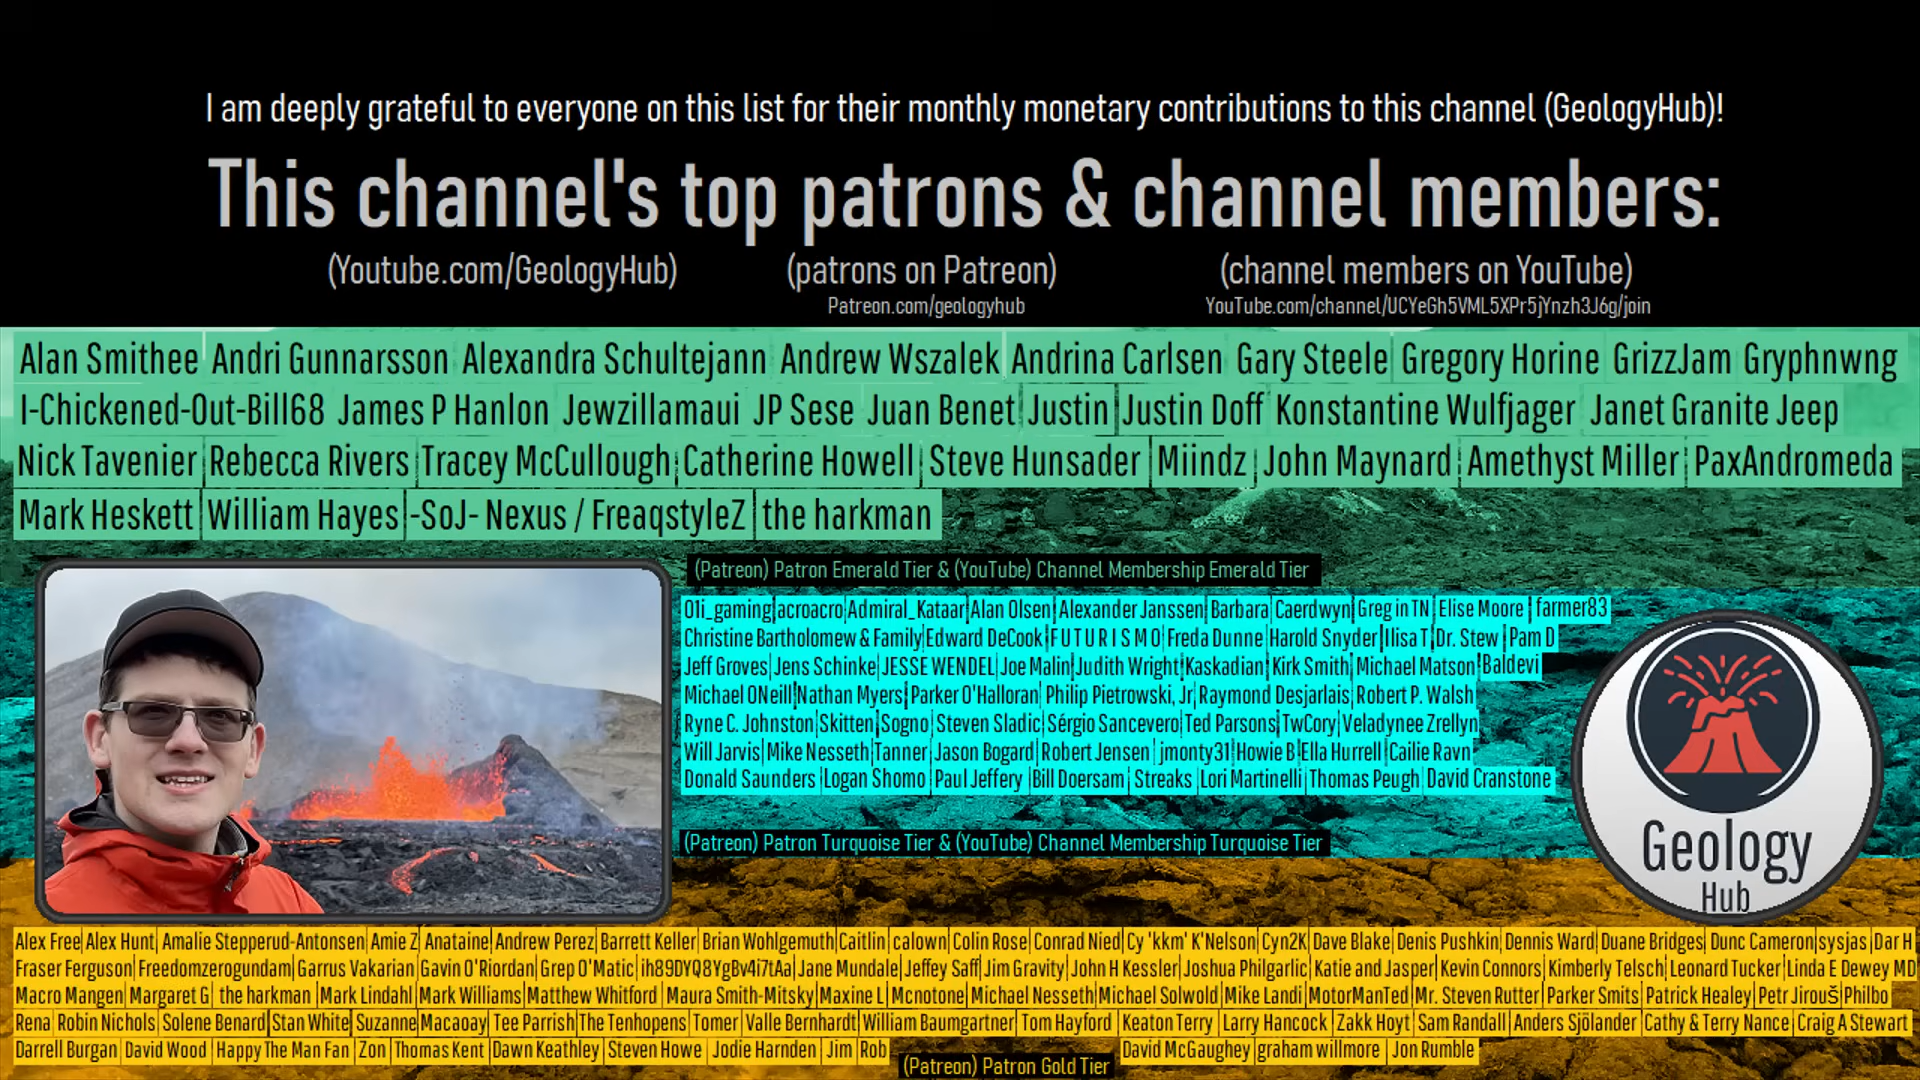 I am deeply grateful to everyone on this list for their monthly monetary contributions to this channel (GeologyHub)!
This channel's top patrons & channel members:
(Youtube.com/GeologyHub) (patrons on Patreon) (channel members on YouTube)
Patreon.com/geologyhub YouTube.com/channel/UCYeGh5VML5XPr5jYnzh3J6g/join
Alan Smithee Andri Gunnarsson Alexandra Schultejann Andrew Wszalek Andrina Carlsen Gary Steele Gregory Horine GrizzJam Gryphnwng
I-Chickened-Out-Bill68 James P Hanlon Jewzillamaui JP Sese Juan Benet Justin Justin Doff Konstantine Wulfjager Janet Granite Jeep
Nick Tavenier Rebecca Rivers Tracey McCullough Catherine Howell Steve Hunsader Miindz John Maynard Amethyst Miller PaxAndromeda
Mark Heskett William Hayes -SoJ- Nexus / FreaqstyleZ the harkman
(Patreon) Patron Emerald Tier & (YouTube) Channel Membership Emerald Tier
01i_gaming acroacro Admiral_Kataar Alan Olsen Alexander Janssen Barbara Caerdwyn Greg in TN Elise Moore farmer83
Christine Bartholomew & Family Edward DeCook F U T U R I S M O Freda Dunne Harold Snyder Ilisa T Dr. Stew Pam D
Jeff Groves Jens Schinke JESSE WENDEL Joe Malin Judith Wright Kaskadian Kirk Smith Michael Matson Baldevi
Michael ONeill Nathan Myers Parker O'Halloran Philip Pietrowski, Jr Raymond Desjarlais Robert P. Walsh
Ryne C. Johnston Skitten Sogno Steven Sladic Sérgio Sancevero Ted Parsons TwCory Veladynee Zrellyn
Will Jarvis Mike Nesseth Tanner Jason Bogard Robert Jensen jmonty31 Howie B Ella Hurrell Cailie Ravn
Donald Saunders Logan Shomo Paul Jeffery Bill Doersam Streaks Lori Martinelli Thomas Peugh David Cranstone
(Patreon) Patron Turquoise Tier & (YouTube) Channel Membership Turquoise Tier
Geology
Hub
Alex Free Alex Hunt Amalie Stepperud-Antonsen Amie Z Anataine Andrew Perez Barrett Keller Brian Wohlgemuth Caitlin calown Colin Rose Conrad Nied Cy 'kkm' K'Nelson Cyn2K Dave Blake Denis Pushkin Dennis Ward Duane Bridges Dunc Cameron sysjas Dar H
Fraser Ferguson Freedomzerogundam Garrus Vakarian Gavin O'Riordan Grep O'Matic ih89DYQ8YgBv4i7tAa Jane Mundale Jeffey Saff Jim Gravity John H Kessler Joshua Philgarlic Katie and Jasper Kevin Connors Kimberly Telsch Leonard Tucker Linda E Dewey MD
Macro Mangen Margaret G the harkman Mark Lindahl Mark Williams Matthew Whitford Maura Smith-Mitsky Maxine L Mcnotone Michael Nesseth Michael Solwold Mike Landi MotorManTed Mr. Steven Rutter Parker Smits Patrick Healey Petr Jirouš Philbo
Rena Robin Nichols Solene Benard Stan White Suzanne Macaoay Tee Parrish The Tenhopens Tomer Valle Bernhardt William Baumgartner Tom Hayford Keaton Terry Larry Hancock Zakk Hoyt Sam Randall Anders Sjölander Cathy & Terry Nance Craig A Stewart
Darrell Burgan David Wood Happy The Man Fan Zon Thomas Kent Dawn Keathley Steven Howe Jodie Harnden Jim Rob David McGaughey graham willmore Jon Rumble
(Patreon) Patron Gold Tier